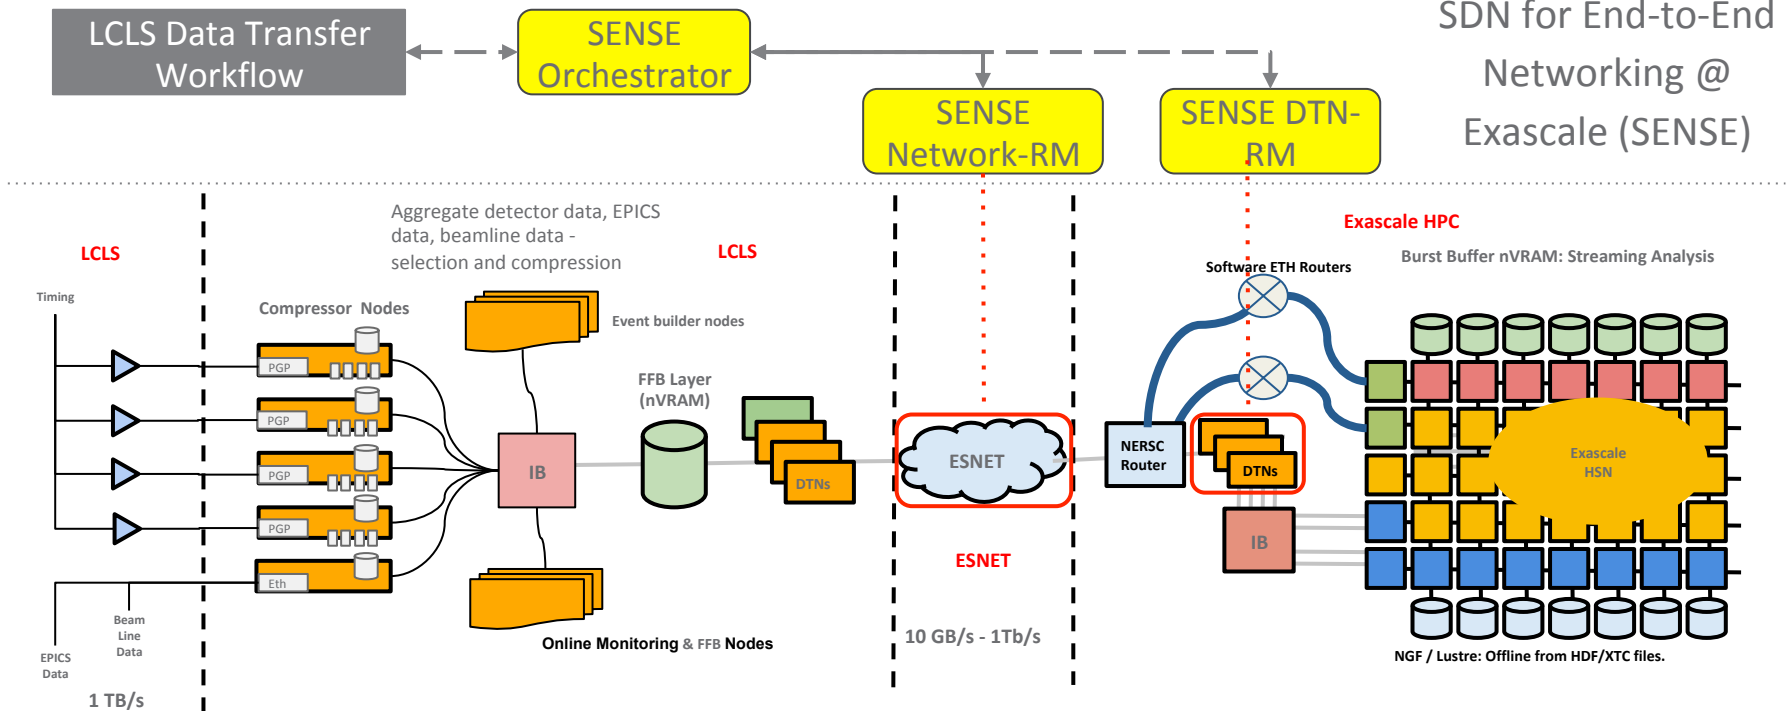 LCLS Data Transfer
Workflow
SENSE
Orchestrator
SDN for End-to-End
Networking @
Exascale (SENSE)
SENSE
Network-RM
SENSE DTN-
RM
Aggregate detector data, EPICS
data, beamline data -
selection and compression
LCLS
LCLS
Exascale HPC
Burst Buffer nVRAM: Streaming Analysis
Software ETH Routers
Timing
Compressor Nodes
Event builder nodes
PGP
PGP
PGP
PGP
Eth
FFB Layer
(nVRAM)
IB
DTNs
ESNET
NERSC
Router
DTNs
Exascale
HSN
IB
ESNET
Beam
Line
Data
EPICS
Data
Online Monitoring & FFB Nodes
10 GB/s - 1Tb/s
NGF / Lustre: Offline from HDF/XTC files.
1 TB/s